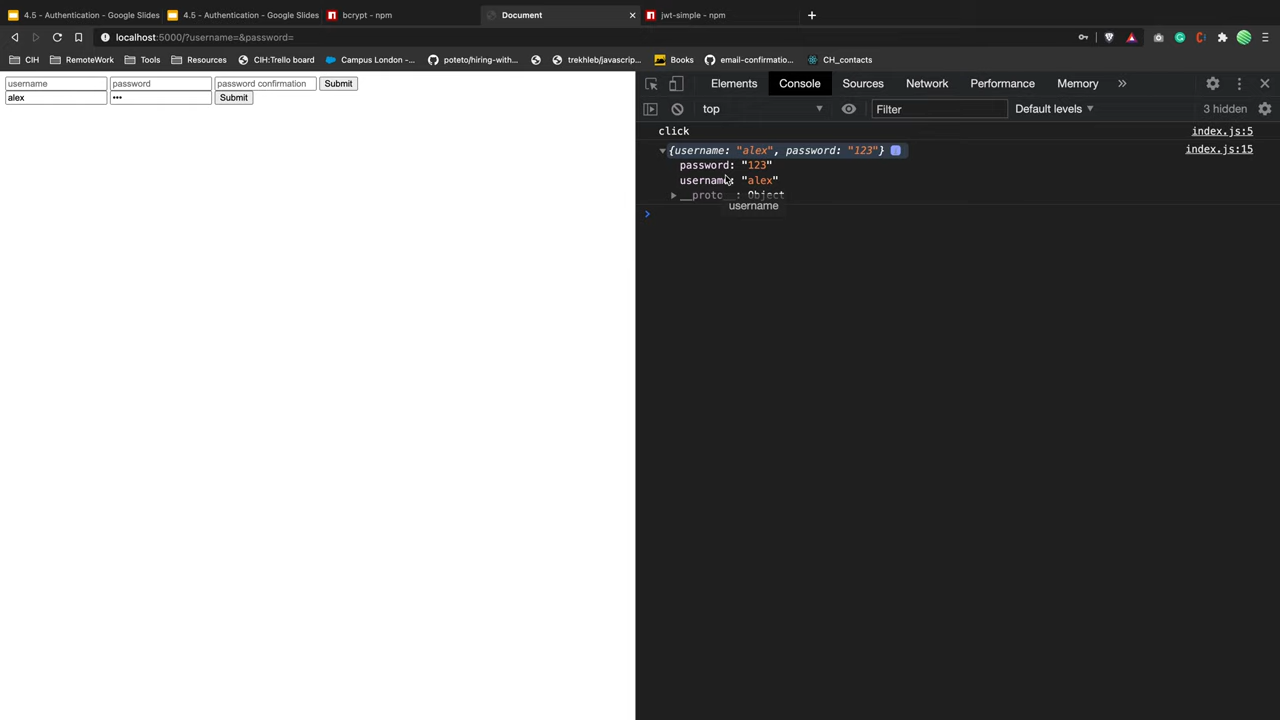 4.5 - Authentication - Google Slides
4.5 - Authentication - Google Slides
bcrypt - npm
Document
jwt-simple - npm
localhost:5000/?username=&password=
CIH
RemoteWork
Tools
Resources
CIH:Trello board
Campus London -...
poteto/hiring-with...
trekhleb/javascrip...
Books
email-confirmatio...
CH_contacts
username
password
password confirmation
Submit
alex
•••
Submit
Elements
Console
Sources
Network
Performance
Memory
top
Filter
Default levels
3 hidden
click
index.js:5
{username: "alex", password: "123"}
index.js:15
password: "123"
username: "alex"
__proto__: Object
username